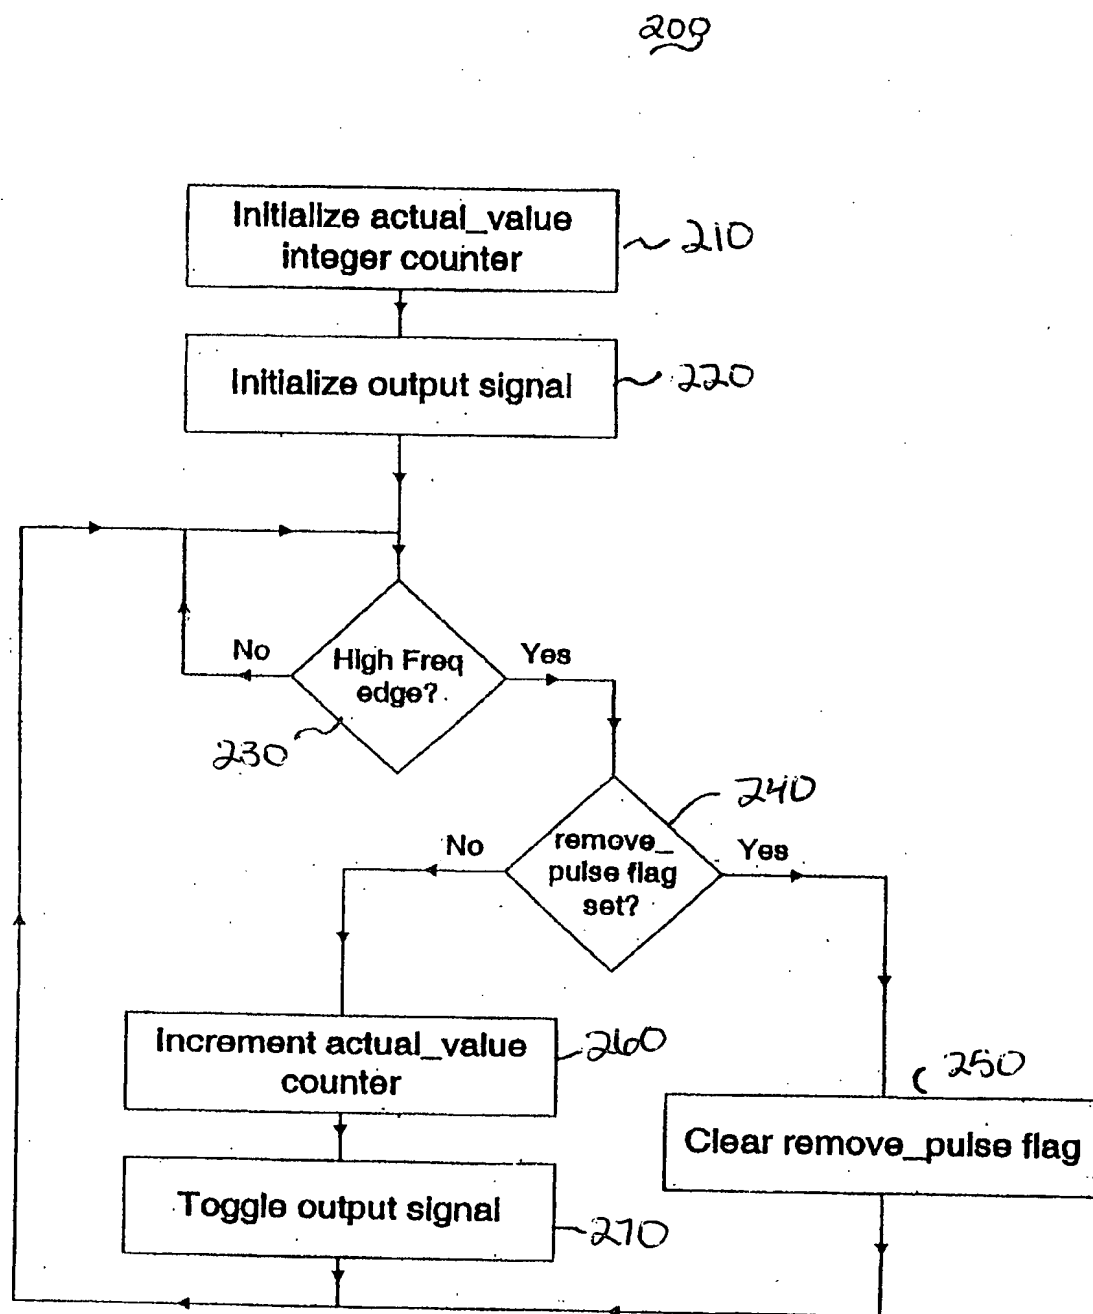 200
Initialize actual_value
integer counter
210
Initialize output signal
220
No
High Freq
edge?
Yes
230
240
No
remove_
pulse flag
set?
Yes
Increment actual_value
counter
260
250
Clear remove_pulse flag
Toggle output signal
270